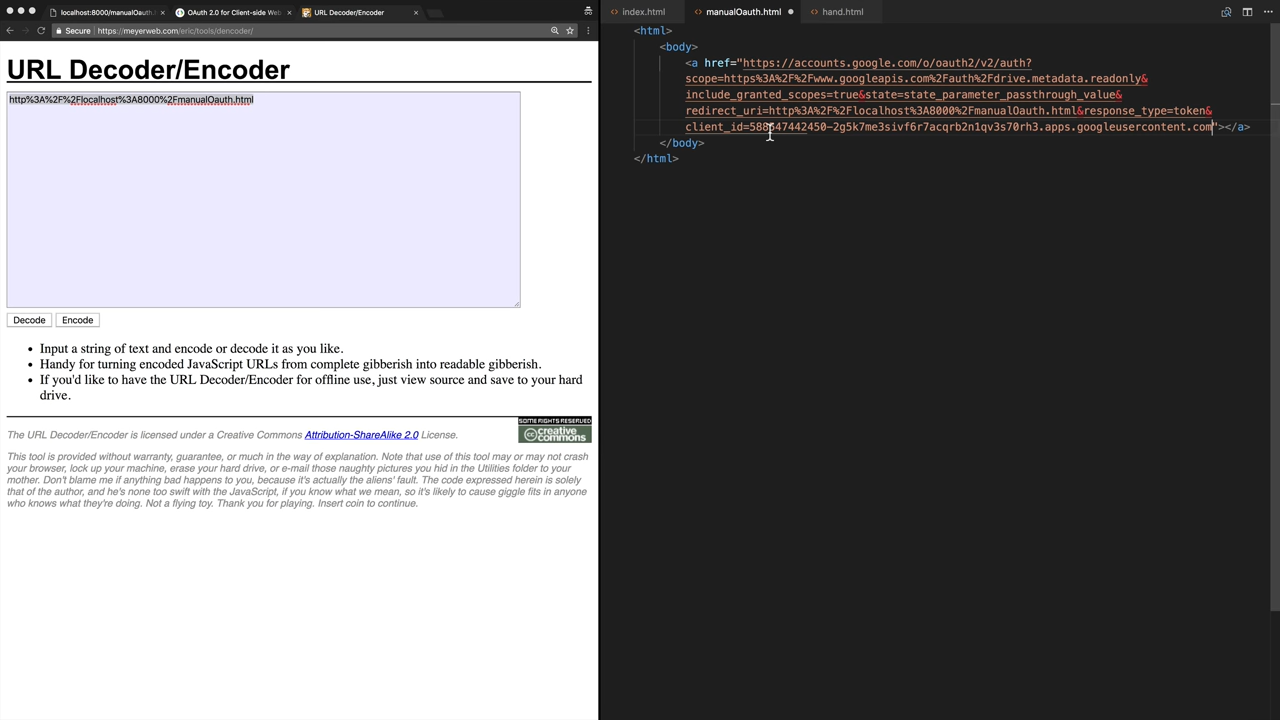 localhost:8000/manualOauth.
OAuth 2.0 for Client-side Web
URL Decoder/Encoder
Secure
https://meyerweb.com/eric/tools/dencoder/
URL Decoder/Encoder
http%3A%2F%2Flocalhost%3A8000%2FmanualOauth.html
Decode
Encode
• Input a string of text and encode or decode it as you like.
• Handy for turning encoded JavaScript URLs from complete gibberish into readable gibberish.
• If you'd like to have the URL Decoder/Encoder for offline use, just view source and save to your hard
drive.
The URL Decoder/Encoder is licensed under a Creative Commons Attribution-ShareAlike 2.0 License.
SOME RIGHTS RESERVED
cc creative
commons
This tool is provided without warranty, guarantee, or much in the way of explanation. Note that use of this tool may or may not crash
your browser, lock up your machine, erase your hard drive, or e-mail those naughty pictures you hid in the Utilities folder to your
mother. Don't blame me if anything bad happens to you, because it's actually the aliens' fault. The code expressed herein is solely
that of the author, and he's none too swift with the JavaScript, if you know what we mean, so it's likely to cause giggle fits in anyone
who knows what they're doing. Not a flying toy. Thank you for playing. Insert coin to continue.
index.html
manualOauth.html
hand.html
<html>
<body>
<a href="https://accounts.google.com/o/oauth2/v2/auth?
scope=https%3A%2F%2Fwww.googleapis.com%2Fauth%2Fdrive.metadata.readonly&
include_granted_scopes=true&state=state_parameter_passthrough_value&
redirect_uri=http%3A%2F%2Flocalhost%3A8000%2FmanualOauth.html&response_type=token&
client_id=588647442450-2g5k7me3sivf6r7acqrb2n1qv3s70rh3.apps.googleusercontent.com"></a>
</body>
</html>